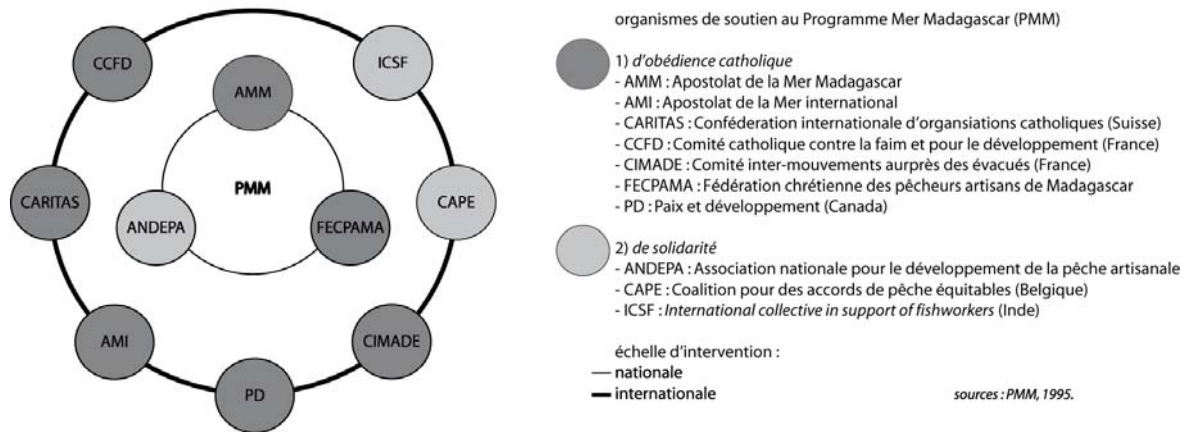 CCFD
ICSF
AMM
CARITAS
PMM
CAPE
ANDEPA
FECPAMA
AMI
CIMADE
PD
organismes de soutien au Programme Mer Madagascar (PMM)
1) d'obédience catholique
- AMM : Apostolat de la Mer Madagascar
- AMI : Apostolat de la Mer international
- CARITAS : Conféderation internationale d'organsiations catholiques (Suisse)
- CCFD : Comité catholique contre la faim et pour le développement (France)
- CIMADE : Comité inter-mouvements aurprès des évacués (France)
- FECPAMA : Fédération chrétienne des pêcheurs artisans de Madagascar
- PD : Paix et développement (Canada)
2) de solidarité
- ANDEPA : Association nationale pour le développement de la pêche artisanale
- CAPE : Coalition pour des accords de pêche équitables (Belgique)
- ICSF : International collective in support of fishworkers (Inde)
échelle d'intervention :
nationale
internationale
sources : PMM, 1995.